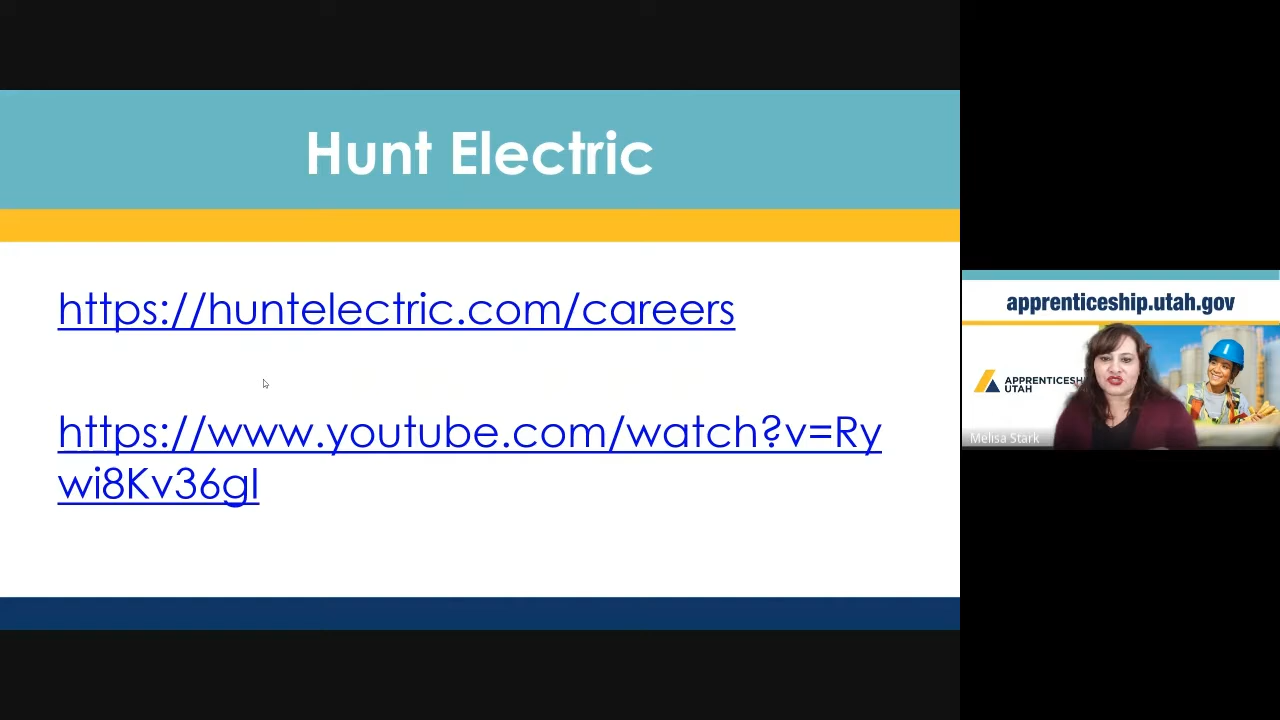 Hunt Electric
https://huntelectric.com/careers
https://www.youtube.com/watch?v=Ry
wi8Kv36gI
apprenticeship.utah.gov
APPRENTICESH
UTAH
Melisa Stark